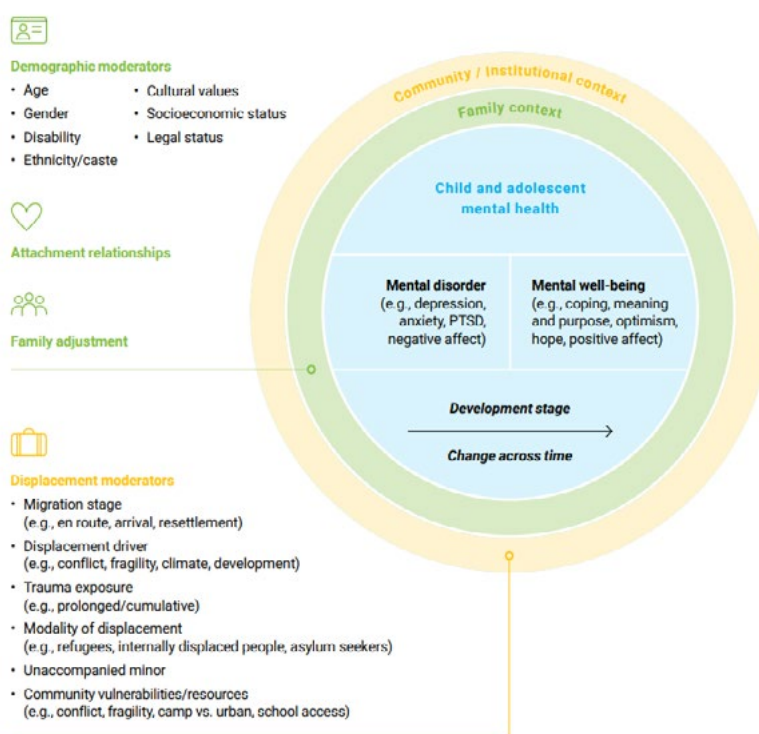 Demographic moderators
• Age
• Gender
• Disability
• Ethnicity/caste
• Cultural values
• Socioeconomic status
• Legal status
Attachment relationships
Family adjustment
Displacement moderators
• Migration stage
(e.g., en route, arrival, resettlement)
• Displacement driver
(e.g., conflict, fragility, climate, development)
• Trauma exposure
(e.g., prolonged/cumulative)
• Modality of displacement
(e.g., refugees, internally displaced people, asylum seekers)
• Unaccompanied minor
• Community vulnerabilities/resources
(e.g., conflict, fragility, camp vs. urban, school access)
Community / Institutional context
Family context
Child and adolescent
mental health
Mental disorder
(e.g., depression,
anxiety, PTSD,
negative affect)
Mental well-being
(e.g., coping, meaning
and purpose, optimism,
hope, positive affect)
Development stage
Change across time